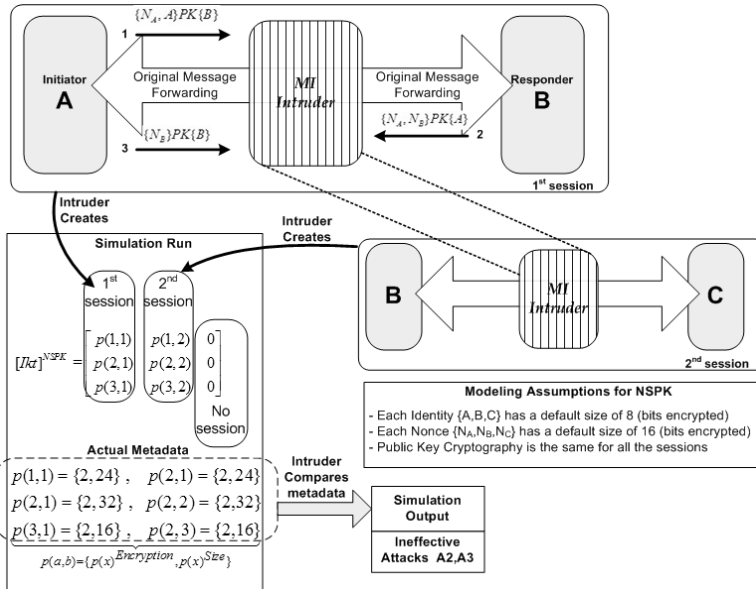 {N_A, A}PK{B}
1
Initiator
A
Original Message
Forwarding
MI
Intruder
Original Message
Forwarding
Responder
B
{N_A, N_B}PK{A}
2
{N_B}PK{B}
3
1st session
Intruder
Creates
Intruder
Creates
Simulation Run
1st
session
2nd
session
[Ikt]^NSPK =
p(1,1) p(1,2) 0
p(2,1) p(2,2) 0
p(3,1) p(3,2) 0
No
session
B
MI
Intruder
C
2nd session
Modeling Assumptions for NSPK
- Each Identity {A,B,C} has a default size of 8 (bits encrypted)
- Each Nonce {N_A,N_B,N_C} has a default size of 16 (bits encrypted)
- Public Key Cryptography is the same for all the sessions
Actual Metadata
p(1,1) = {2,24} , p(2,1) = {2,24}
p(2,1) = {2,32} , p(2,2) = {2,32}
p(3,1) = {2,16} , p(2,3) = {2,16}
p(a,b)={p(x)^Encryption, p(x)^Size}
Intruder
Compares
metadata
Simulation
Output
Ineffective
Attacks A2,A3